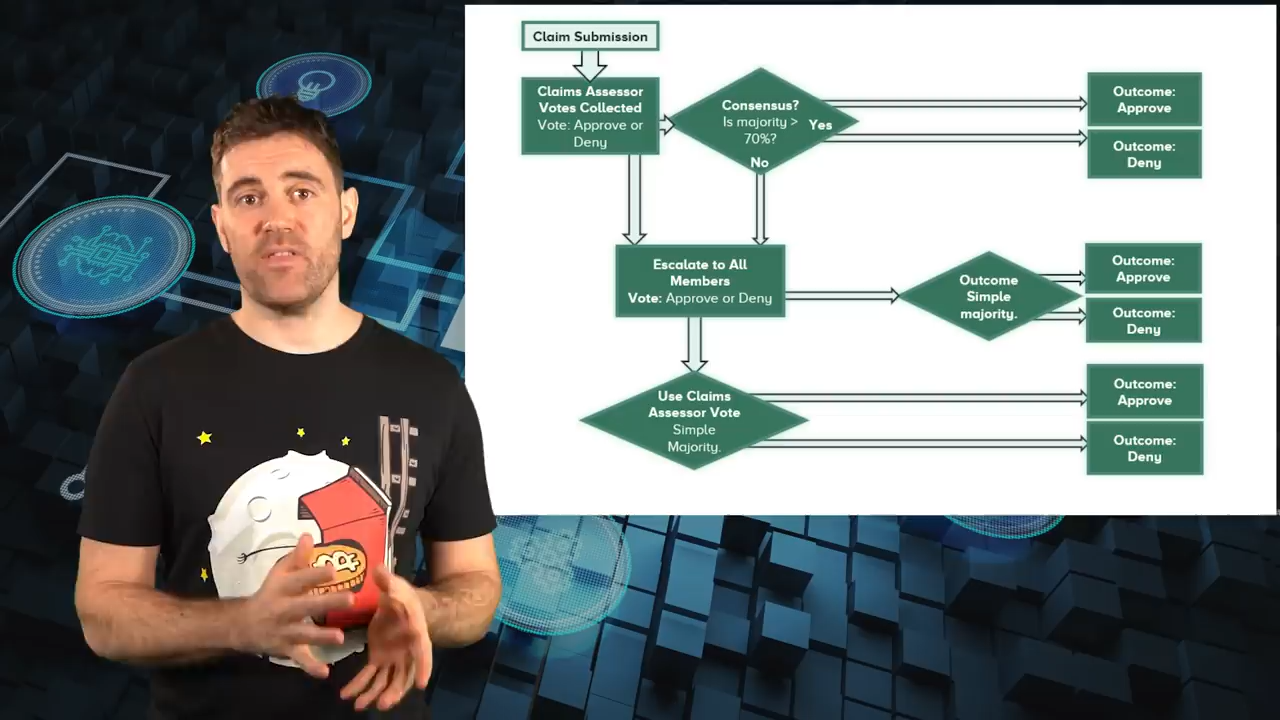 Claim Submission
Claims Assessor
Votes Collected
Vote: Approve or
Deny
Consensus?
Is majority >
70%?
Yes
No
Outcome:
Approve
Outcome:
Deny
Escalate to All
Members
Vote: Approve or Deny
Outcome
Simple
majority.
Outcome:
Approve
Outcome:
Deny
Use Claims
Assessor Vote
Simple
Majority.
Outcome:
Approve
Outcome:
Deny